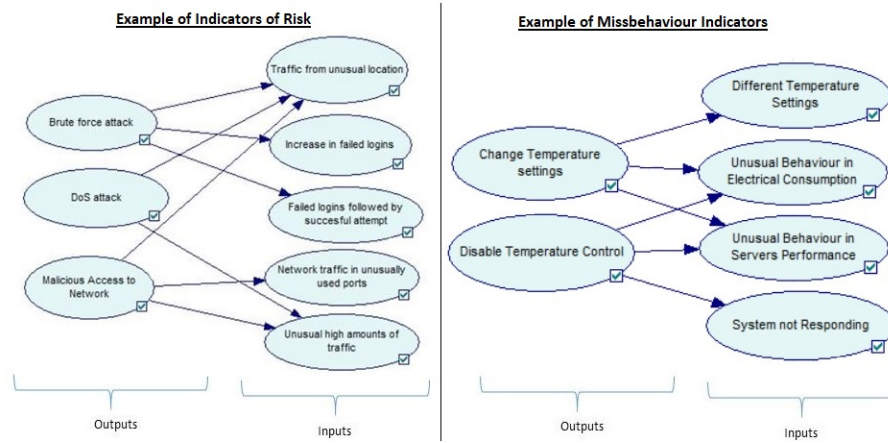 Example of Indicators of Risk
Traffic from unusual location
Brute force attack
Increase in failed logins
DoS attack
Failed logins followed by
succesful attempt
Malicious Access to
Network
Network traffic in unusually
used ports
Unusual high amounts of
traffic
Outputs
Inputs
Example of Missbehaviour Indicators
Different Temperature
Settings
Change Temperature
settings
Unusual Behaviour in
Electrical Consumption
Disable Temperature Control
Unusual Behaviour in
Servers Performance
System not Responding
Outputs
Inputs